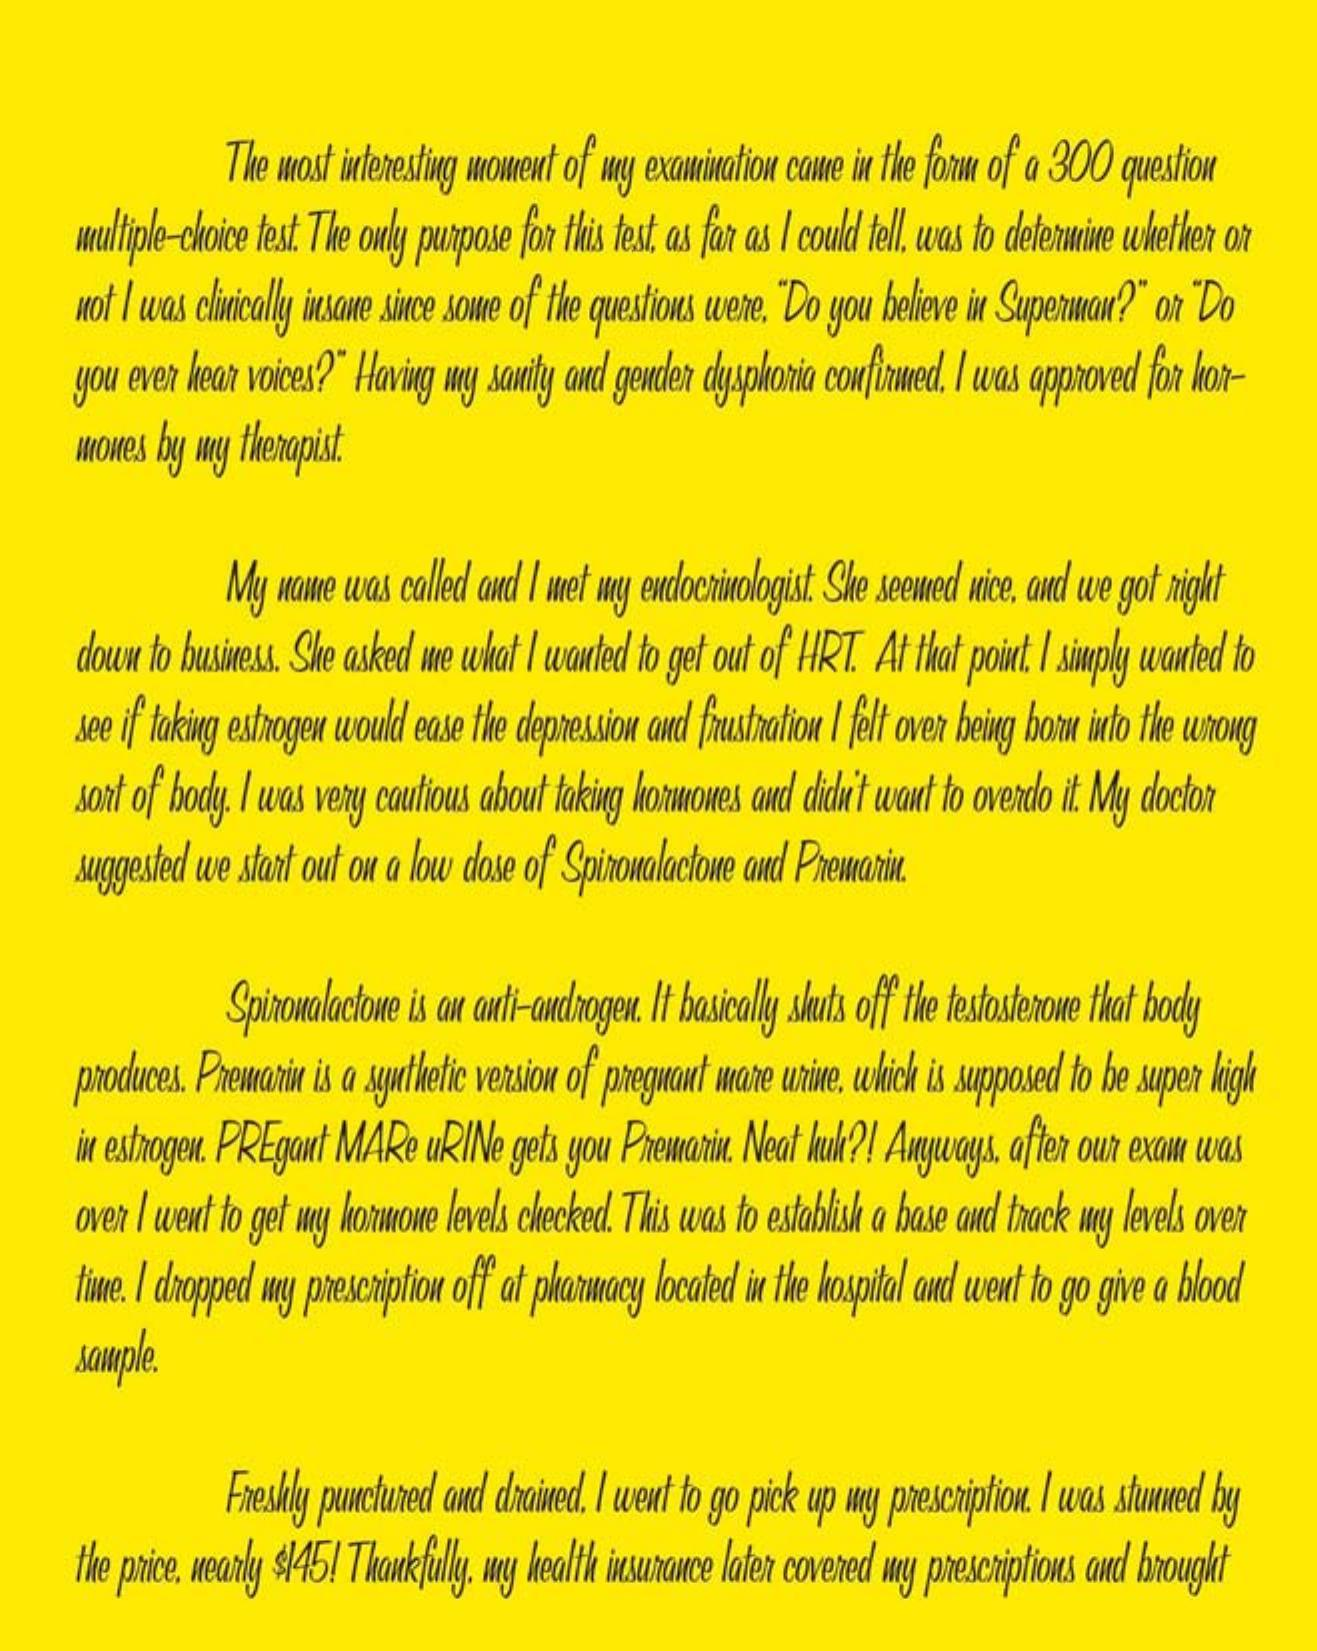 The most interesting moment of my examination came in the form of a 300 question
multiple-choice test. The only purpose for this test, as far as I could tell, was to determine whether or
not I was clinically insane since some of the questions were, "Do you believe in Superman?" or "Do
you ever hear voices?" Having my sanity and gender dysphoria confirmed, I was approved for hor-
mones by my therapist.
My name was called and I met my endocrinologist. She seemed nice, and we got right
down to business. She asked me what I wanted to get out of HRT. At that point, I simply wanted to
see if taking estrogen would ease the depression and frustration I felt over being born into the wrong
sort of body. I was very cautious about taking hormones and didn't want to overdo it. My doctor
suggested we start out on a low dose of Spironalactone and Premarin.
Spironalactone is an anti-androgen. It basically shuts off the testosterone that body
produces. Premarin is a synthetic version of pregnant mare urine, which is supposed to be super high
in estrogen. PREgant MARe uRINe gets you Premarin. Neat huh?! Anyways, after our exam was
over I went to get my hormone levels checked. This was to establish a base and track my levels over
time. I dropped my prescription off at pharmacy located in the hospital and went to go give a blood
sample.
Freshly punctured and drained, I went to go pick up my prescription. I was stunned by
the price, nearly $145! Thankfully, my health insurance later covered my prescriptions and brought